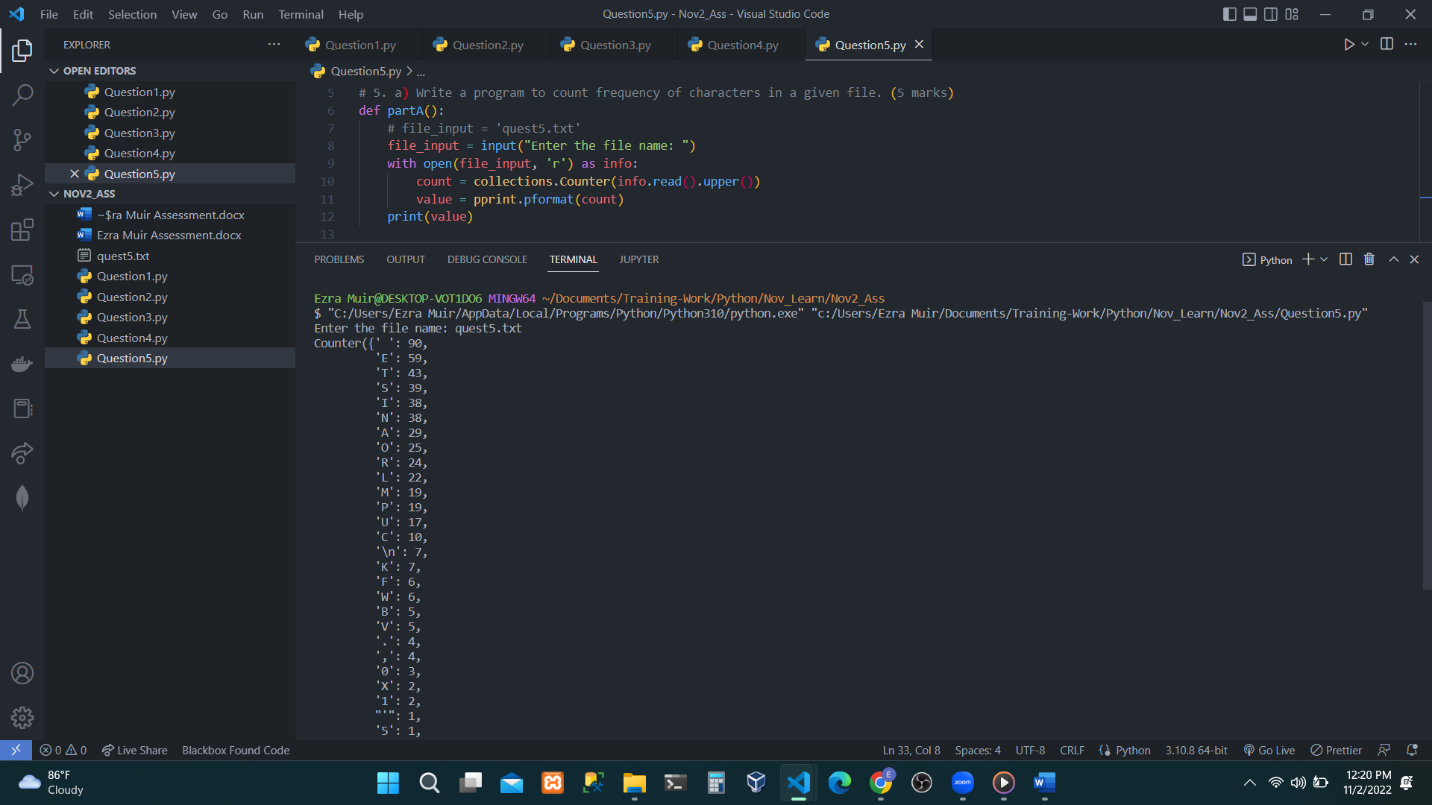 File Edit Selection View Go Run Terminal Help
Question5.py - Nov2_Ass - Visual Studio Code
EXPLORER
OPEN EDITORS
Question1.py
Question2.py
Question3.py
Question4.py
Question5.py
NOV2_ASS
~$ra Muir Assessment.docx
Ezra Muir Assessment.docx
quest5.txt
Question1.py
Question2.py
Question3.py
Question4.py
Question5.py
Question1.py Question2.py Question3.py Question4.py Question5.py
Question5.py > ...
5 # 5. a) Write a program to count frequency of characters in a given file. (5 marks)
6 def partA():
7 # file_input = 'quest5.txt'
8 file_input = input("Enter the file name: ")
9 with open(file_input, 'r') as info:
10 count = collections.Counter(info.read().upper())
11 value = pprint.pformat(count)
12 print(value)
13
PROBLEMS OUTPUT DEBUG CONSOLE TERMINAL JUPYTER
Python
Ezra Muir@DESKTOP-VOT1DO6 MINGW64 ~/Documents/Training-Work/Python/Nov_Learn/Nov2_Ass
$ "C:/Users/Ezra Muir/AppData/Local/Programs/Python/Python310/python.exe" "c:/Users/Ezra Muir/Documents/Training-Work/Python/Nov_Learn/Nov2_Ass/Question5.py"
Enter the file name: quest5.txt
Counter({' ': 90,
'E': 59,
'T': 43,
'S': 39,
'I': 38,
'N': 38,
'A': 29,
'O': 25,
'R': 24,
'L': 22,
'M': 19,
'P': 19,
'U': 17,
'C': 10,
'\n': 7,
'K': 7,
'F': 6,
'W': 6,
'B': 5,
'V': 5,
'.': 4,
',': 4,
'0': 3,
'X': 2,
'1': 2,
"'": 1,
'5': 1,
0 0 Live Share Blackbox Found Code
Ln 33, Col 8 Spaces: 4 UTF-8 CRLF Python 3.10.8 64-bit Go Live Prettier
86°F
Cloudy
zoom
E
12:20 PM
11/2/2022